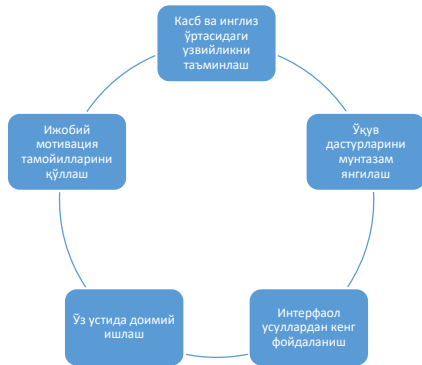 Касб ва инглиз
ўртасидаги
узвийликни
таъминлаш
Ўқув
дастурларини
мунтазам
янгилаш
Интерфаол
усуллардан кенг
фойдаланиш
Ўз устида доимий
ишлаш
Ижобий
мотивация
тамойилларини
қўллаш